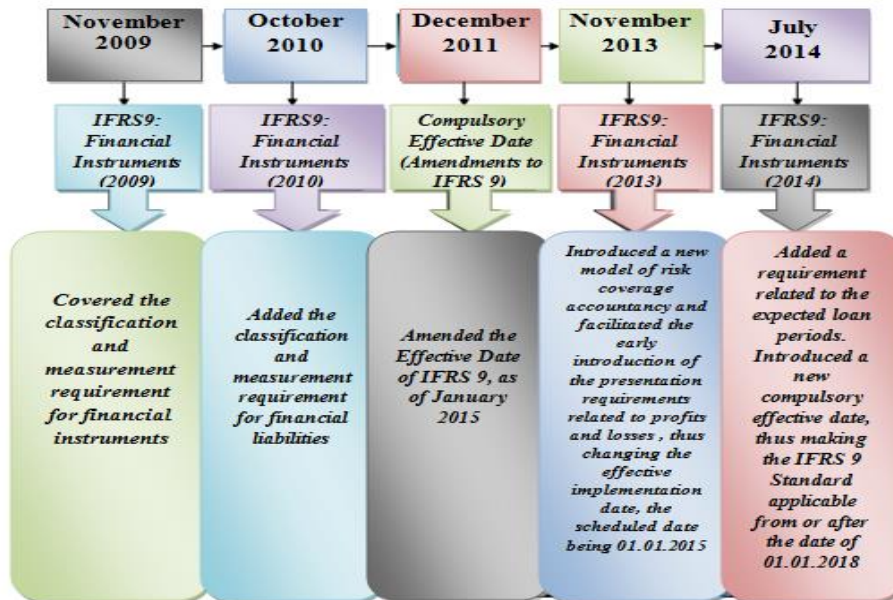 November
2009
October
2010
December
2011
November
2013
July
2014
IFRS9:
Financial
Instruments
(2009)
IFRS9:
Financial
Instruments
(2010)
Compulsory
Effective Date
(Amendments to
IFRS 9)
IFRS9:
Financial
Instruments
(2013)
IFRS9:
Financial
Instruments
(2014)
Covered the
classification
and
measurement
requirement
for financial
instruments
Added the
classification
and
measurement
requirement
for financial
liabilities
Amended the
Effective Date
of IFRS 9, as
of January
2015
Introduced a new
model of risk
coverage
accountancy and
facilitated the
early
introduction of
the presentation
requirements
related to profits
and losses , thus
changing the
effective
implementation
date, the
scheduled date
being 01.01.2015
Added a
requirement
related to the
expected loan
periods.
Introduced a
new
compulsory
effective date,
thus making
the IFRS 9
Standard
applicable
from or after
the date of
01.01.2018